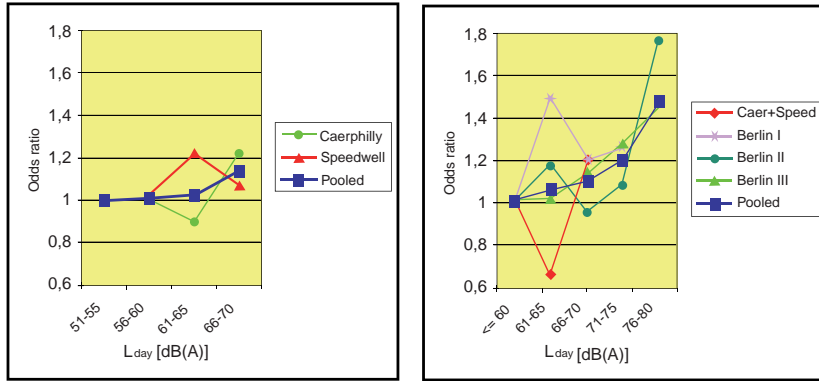 1,8
1,6
1,4
1,2
1
0,8
0,6
Odds ratio
51-55
56-60
61-65
66-70
Lday [dB(A)]
Caerphilly
Speedwell
Pooled
1,8
1,6
1,4
1,2
1
0,8
0,6
Odds ratio
<= 60
61-65
66-70
71-75
76-80
Lday [dB(A)]
Caer+Speed
Berlin I
Berlin II
Berlin III
Pooled